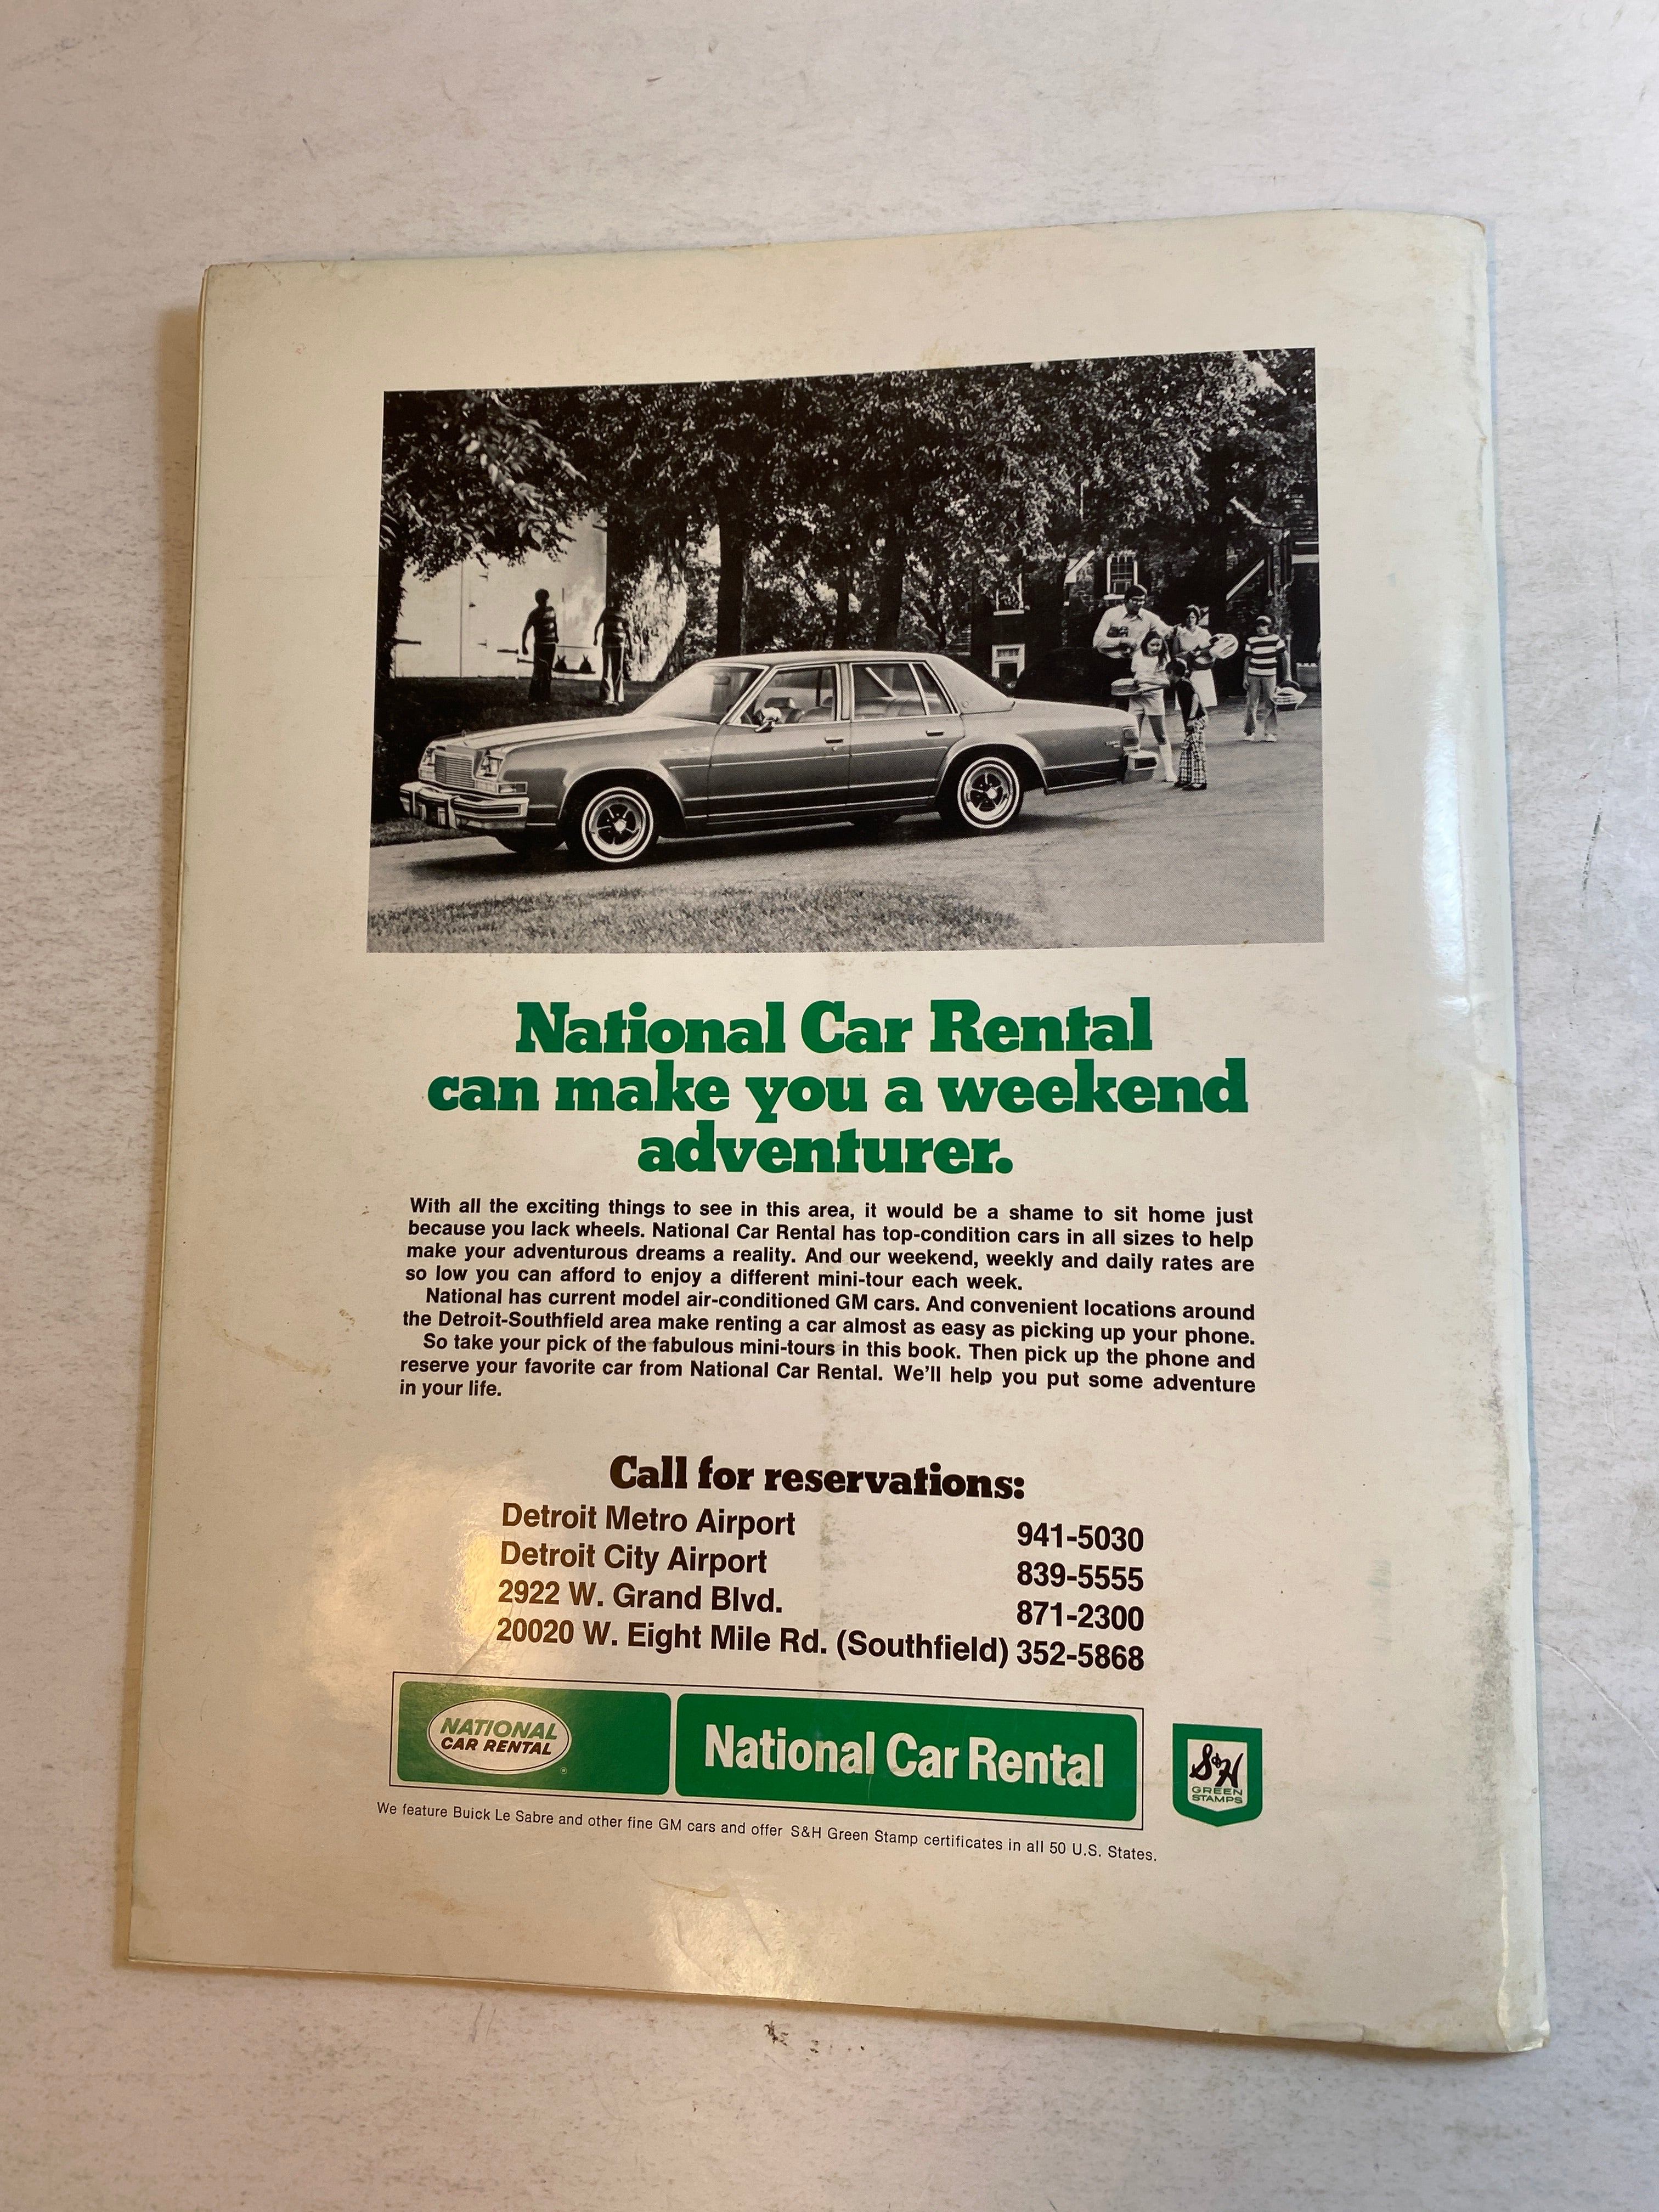 National Car Rental
can make you a weekend
adventurer.
With all the exciting things to see in this area, it would be a shame to sit home just
because you lack wheels. National Car Rental has top-condition cars in all sizes to help
make your adventurous dreams a reality. And our weekend, weekly and daily rates are
so low you can afford to enjoy a different mini-tour each week.
National has current model air-conditioned GM cars. And convenient locations around
the Detroit-Southfield area make renting a car almost as easy as picking up your phone.
So take your pick of the fabulous mini-tours in this book. Then pick up the phone and
reserve your favorite car from National Car Rental. We'll help you put some adventure
in your life.
Call for reservations:
Detroit Metro Airport 941-5030
Detroit City Airport 839-5555
2922 W. Grand Blvd. 871-2300
20020 W. Eight Mile Rd. (Southfield) 352-5868
NATIONAL
CAR RENTAL
®
National Car Rental
S&H
GREEN
STAMPS
We feature Buick Le Sabre and other fine GM cars and offer S&H Green Stamp certificates in all 50 U.S. States.